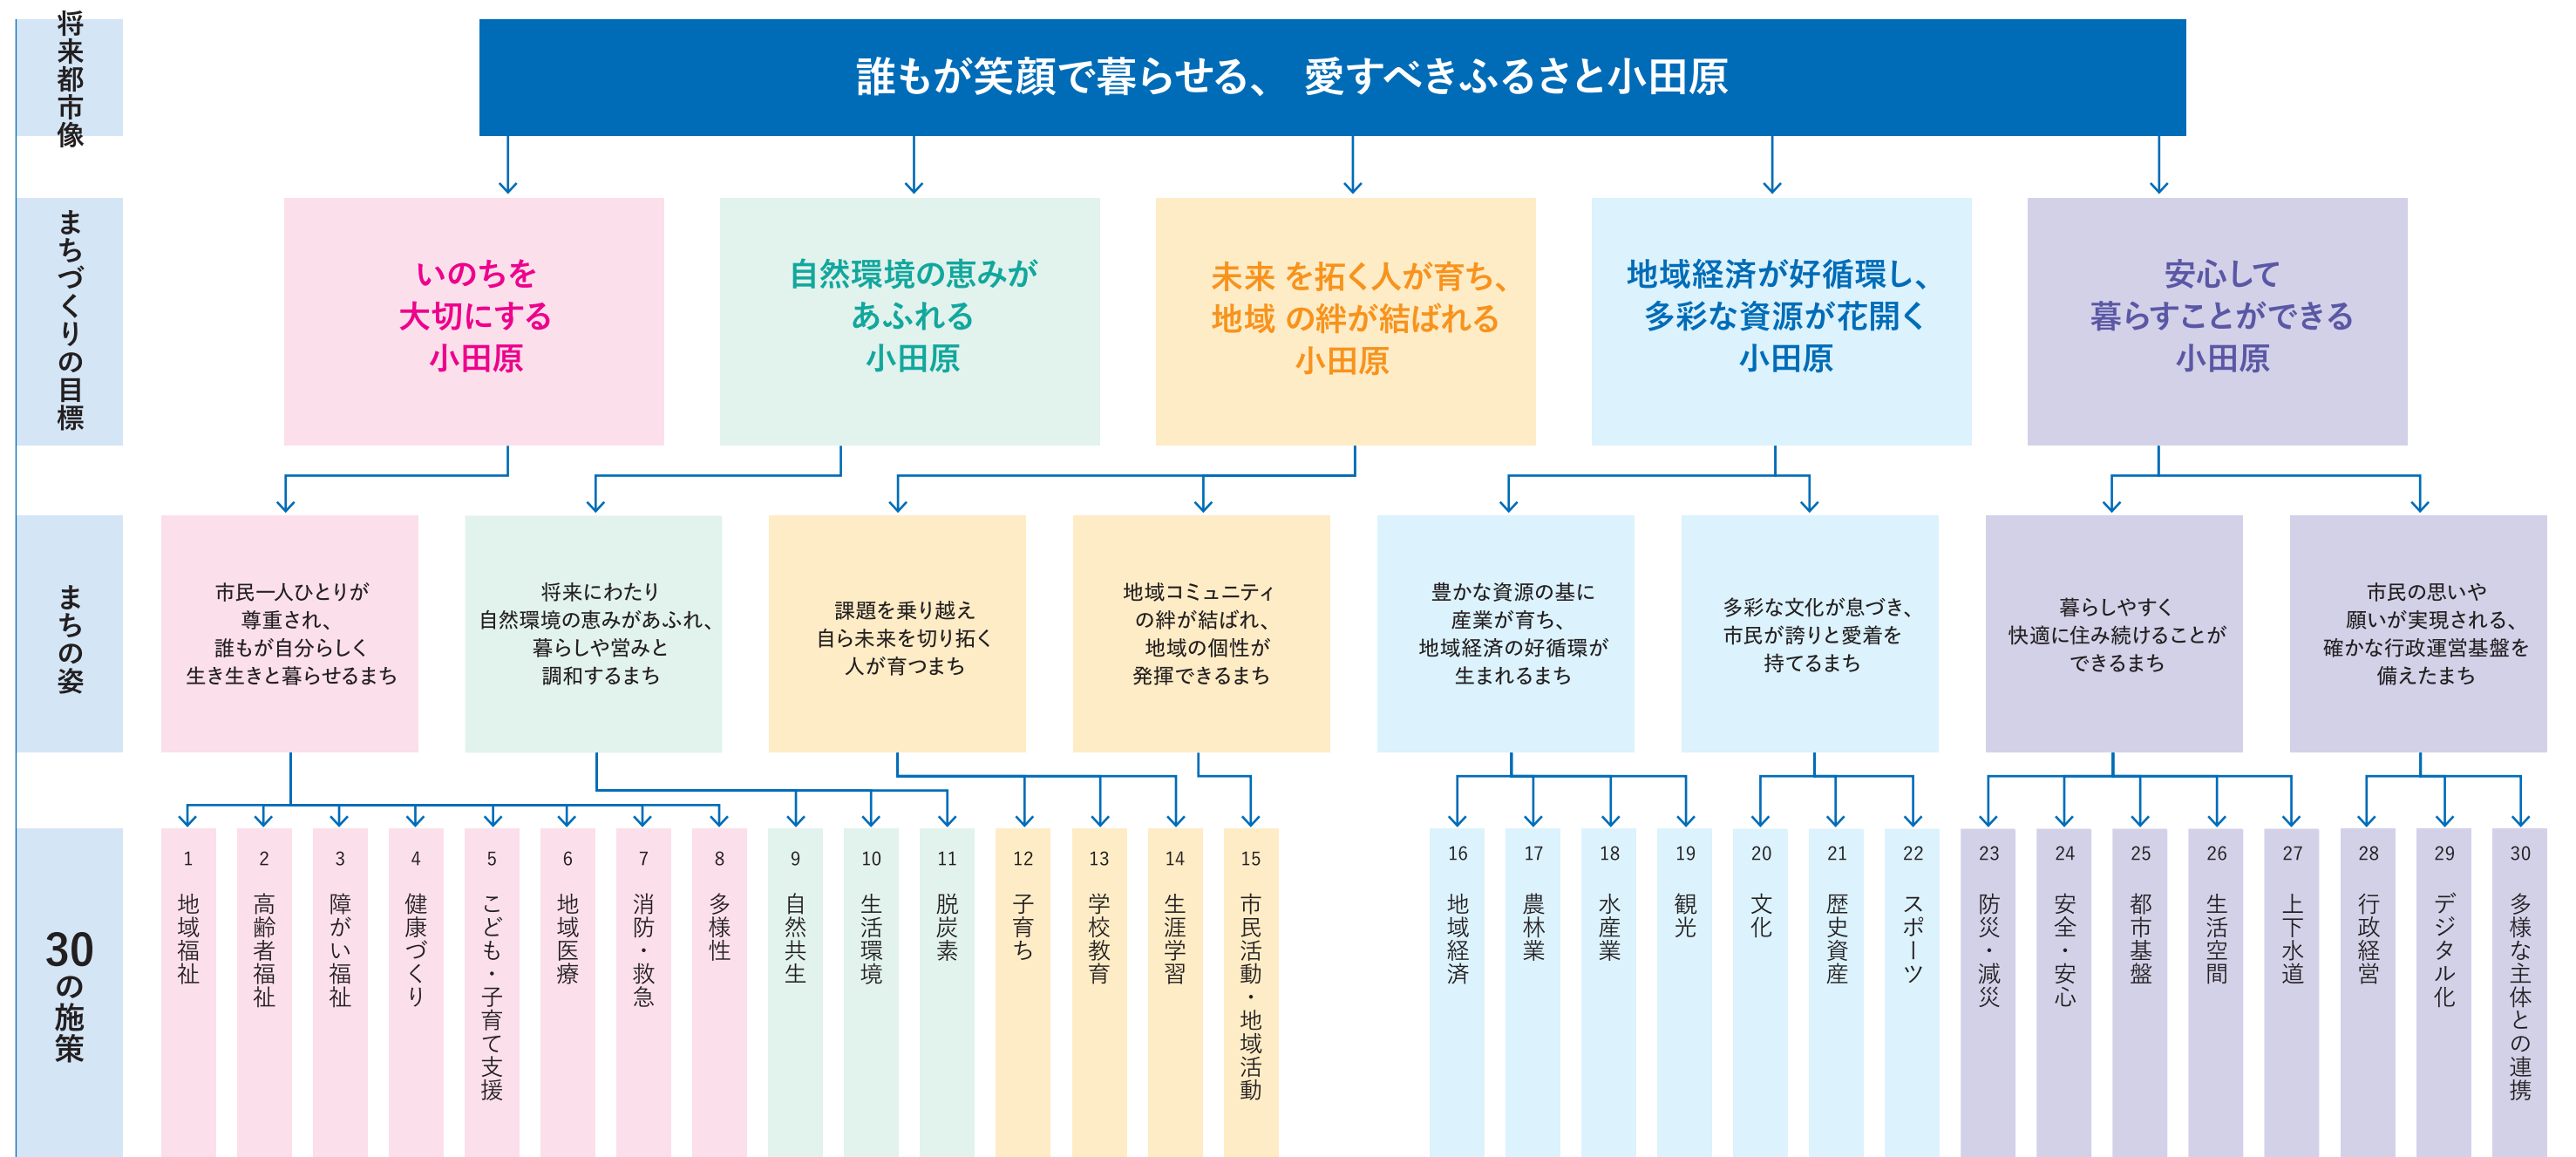 将来都市像
誰もが笑顔で暮らせる、 愛すべきふるさと小田原
まちづくりの目標
いのちを
大切にする
小田原
自然環境の恵みが
あふれる
小田原
未来 を拓く人が育ち、
地域 の絆が結ばれる
小田原
地域経済が好循環し、
多彩な資源が花開く
小田原
安心して
暮らすことができる
小田原
まちの姿
市民一人ひとりが
尊重され、
誰もが自分らしく
生き生きと暮らせるまち
将来にわたり
自然環境の恵みがあふれ、
暮らしや営みと
調和するまち
課題を乗り越え
自ら未来を切り拓く
人が育つまち
地域コミュニティ
の絆が結ばれ、
地域の個性が
発揮できるまち
豊かな資源の基に
産業が育ち、
地域経済の好循環が
生まれるまち
多彩な文化が息づき、
市民が誇りと愛着を
持てるまち
暮らしやすく
快適に住み続けることが
できるまち
市民の思いや
願いが実現される、
確かな行政運営基盤を
備えたまち
30の施策
1
地域福祉
2
高齢者福祉
3
障がい福祉
4
健康づくり
5
こども・子育て支援
6
地域医療
7
消防・救急
8
多様性
9
自然共生
10
生活環境
11
脱炭素
12
子育ち
13
学校教育
14
生涯学習
15
市民活動・地域活動
16
地域経済
17
農林業
18
水産業
19
観光
20
文化
21
歴史資産
22
スポーツ
23
防災・減災
24
安全・安心
25
都市基盤
26
生活空間
27
上下水道
28
行政経営
29
デジタル化
30
多様な主体との連携